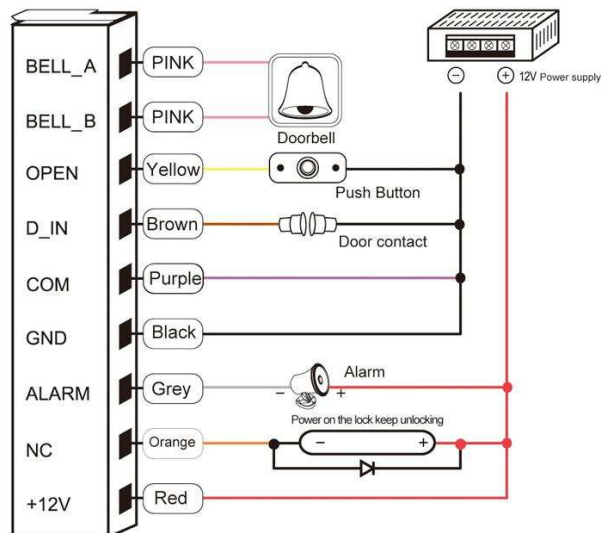 BELL_A PINK
Doorbell
BELL_B PINK
OPEN Yellow
Push Button
D_IN Brown
Door contact
COM Purple
GND Black
ALARM Grey
− + Alarm
NC Orange
Power on the lock keep unlocking
− +
+12V Red
− + 12V Power supply